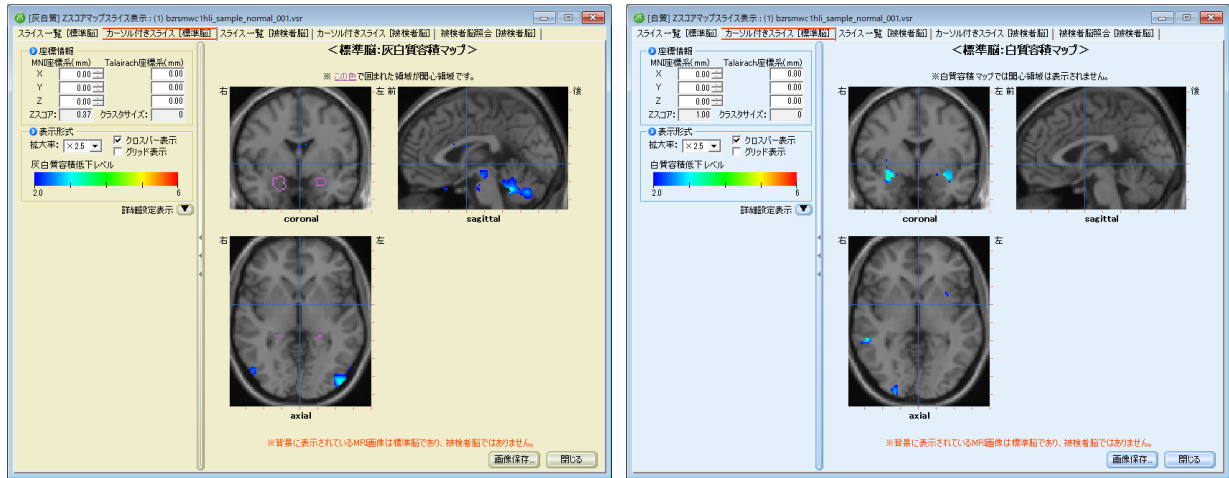 [灰白質] Zスコアマップスライス表示 : (1) bzrsmwc1hli_sample_normal_001.vsr
スライス一覧 [標準脳] カーソル付きスライス [標準脳] スライス一覧 [被検者脳] カーソル付きスライス [被検者脳] 被検者脳照合 [被検者脳]
座標情報
MNI座標系(mm) Talairach座標系(mm)
X 0.00 0.00
Y 0.00 0.00
Z 0.00 0.00
Zスコア: 0.37 クラスタサイズ: 0
表示形式
拡大率: ×2.5 クロスバー表示
グリッド表示
灰白質容積低下レベル
2.0 6
詳細設定表示
<標準脳:灰白質容積マップ>
※ この色で囲まれた領域が関心領域です。
右 左 前 後
coronal sagittal
右 左
axial
※背景に表示されているMRI画像は標準脳であり、被検者脳ではありません。
画像保存... 閉じる
[白質] Zスコアマップスライス表示 : (1) bzrsmwc1hli_sample_normal_001.vsr
スライス一覧 [標準脳] カーソル付きスライス [標準脳] スライス一覧 [被検者脳] カーソル付きスライス [被検者脳] 被検者脳照合 [被検者脳]
座標情報
MNI座標系(mm) Talairach座標系(mm)
X 0.00 0.00
Y 0.00 0.00
Z 0.00 0.00
Zスコア: 1.00 クラスタサイズ: 0
表示形式
拡大率: ×2.5 クロスバー表示
グリッド表示
白質容積低下レベル
2.0 6
詳細設定表示
<標準脳:白質容積マップ>
※白質容積マップでは関心領域は表示されません。
右 左 前 後
coronal sagittal
右 左
axial
※背景に表示されているMRI画像は標準脳であり、被検者脳ではありません。
画像保存... 閉じる